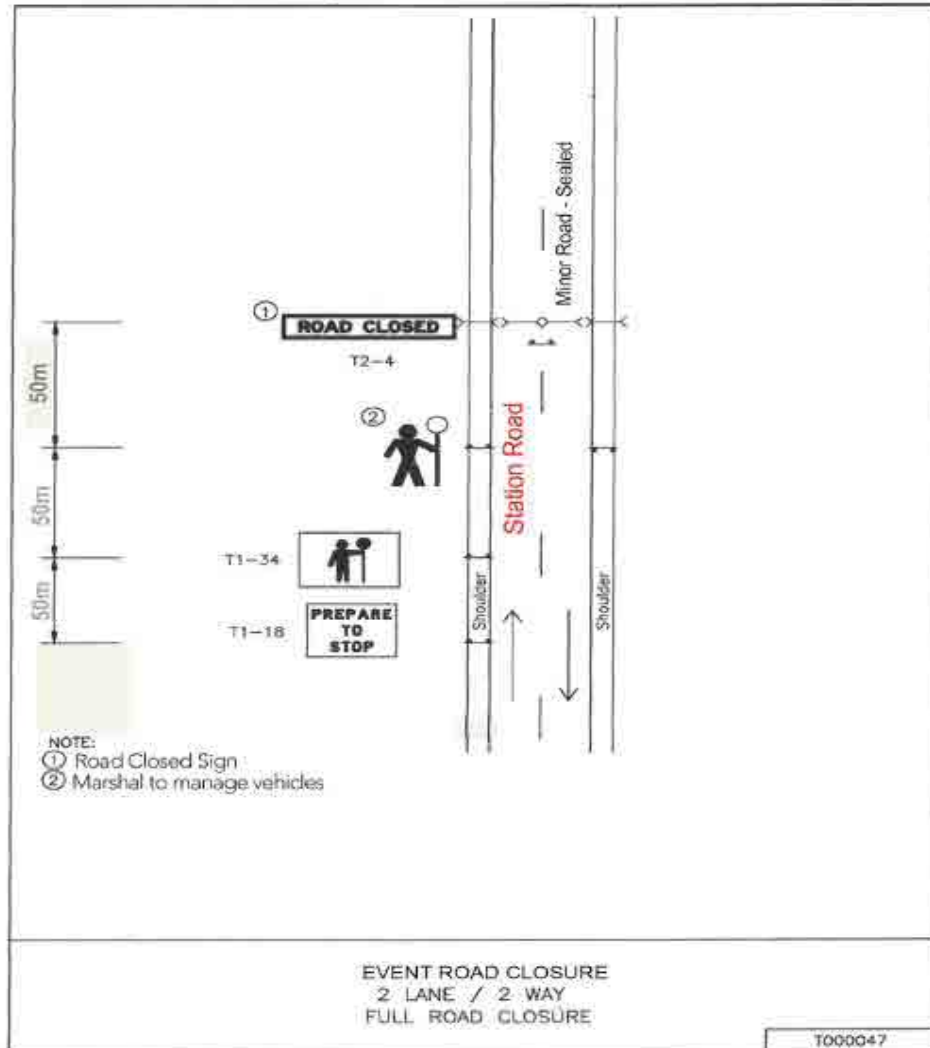 Minor Road - Sealed
① ROAD CLOSED
T2-4
50m
②
Station Road
50m
T1-34
50m
Shoulder
Shoulder
T1-18
PREPARE
TO
STOP
NOTE:
① Road Closed Sign
② Marshal to manage vehicles
EVENT ROAD CLOSURE
2 LANE / 2 WAY
FULL ROAD CLOSURE
T000047